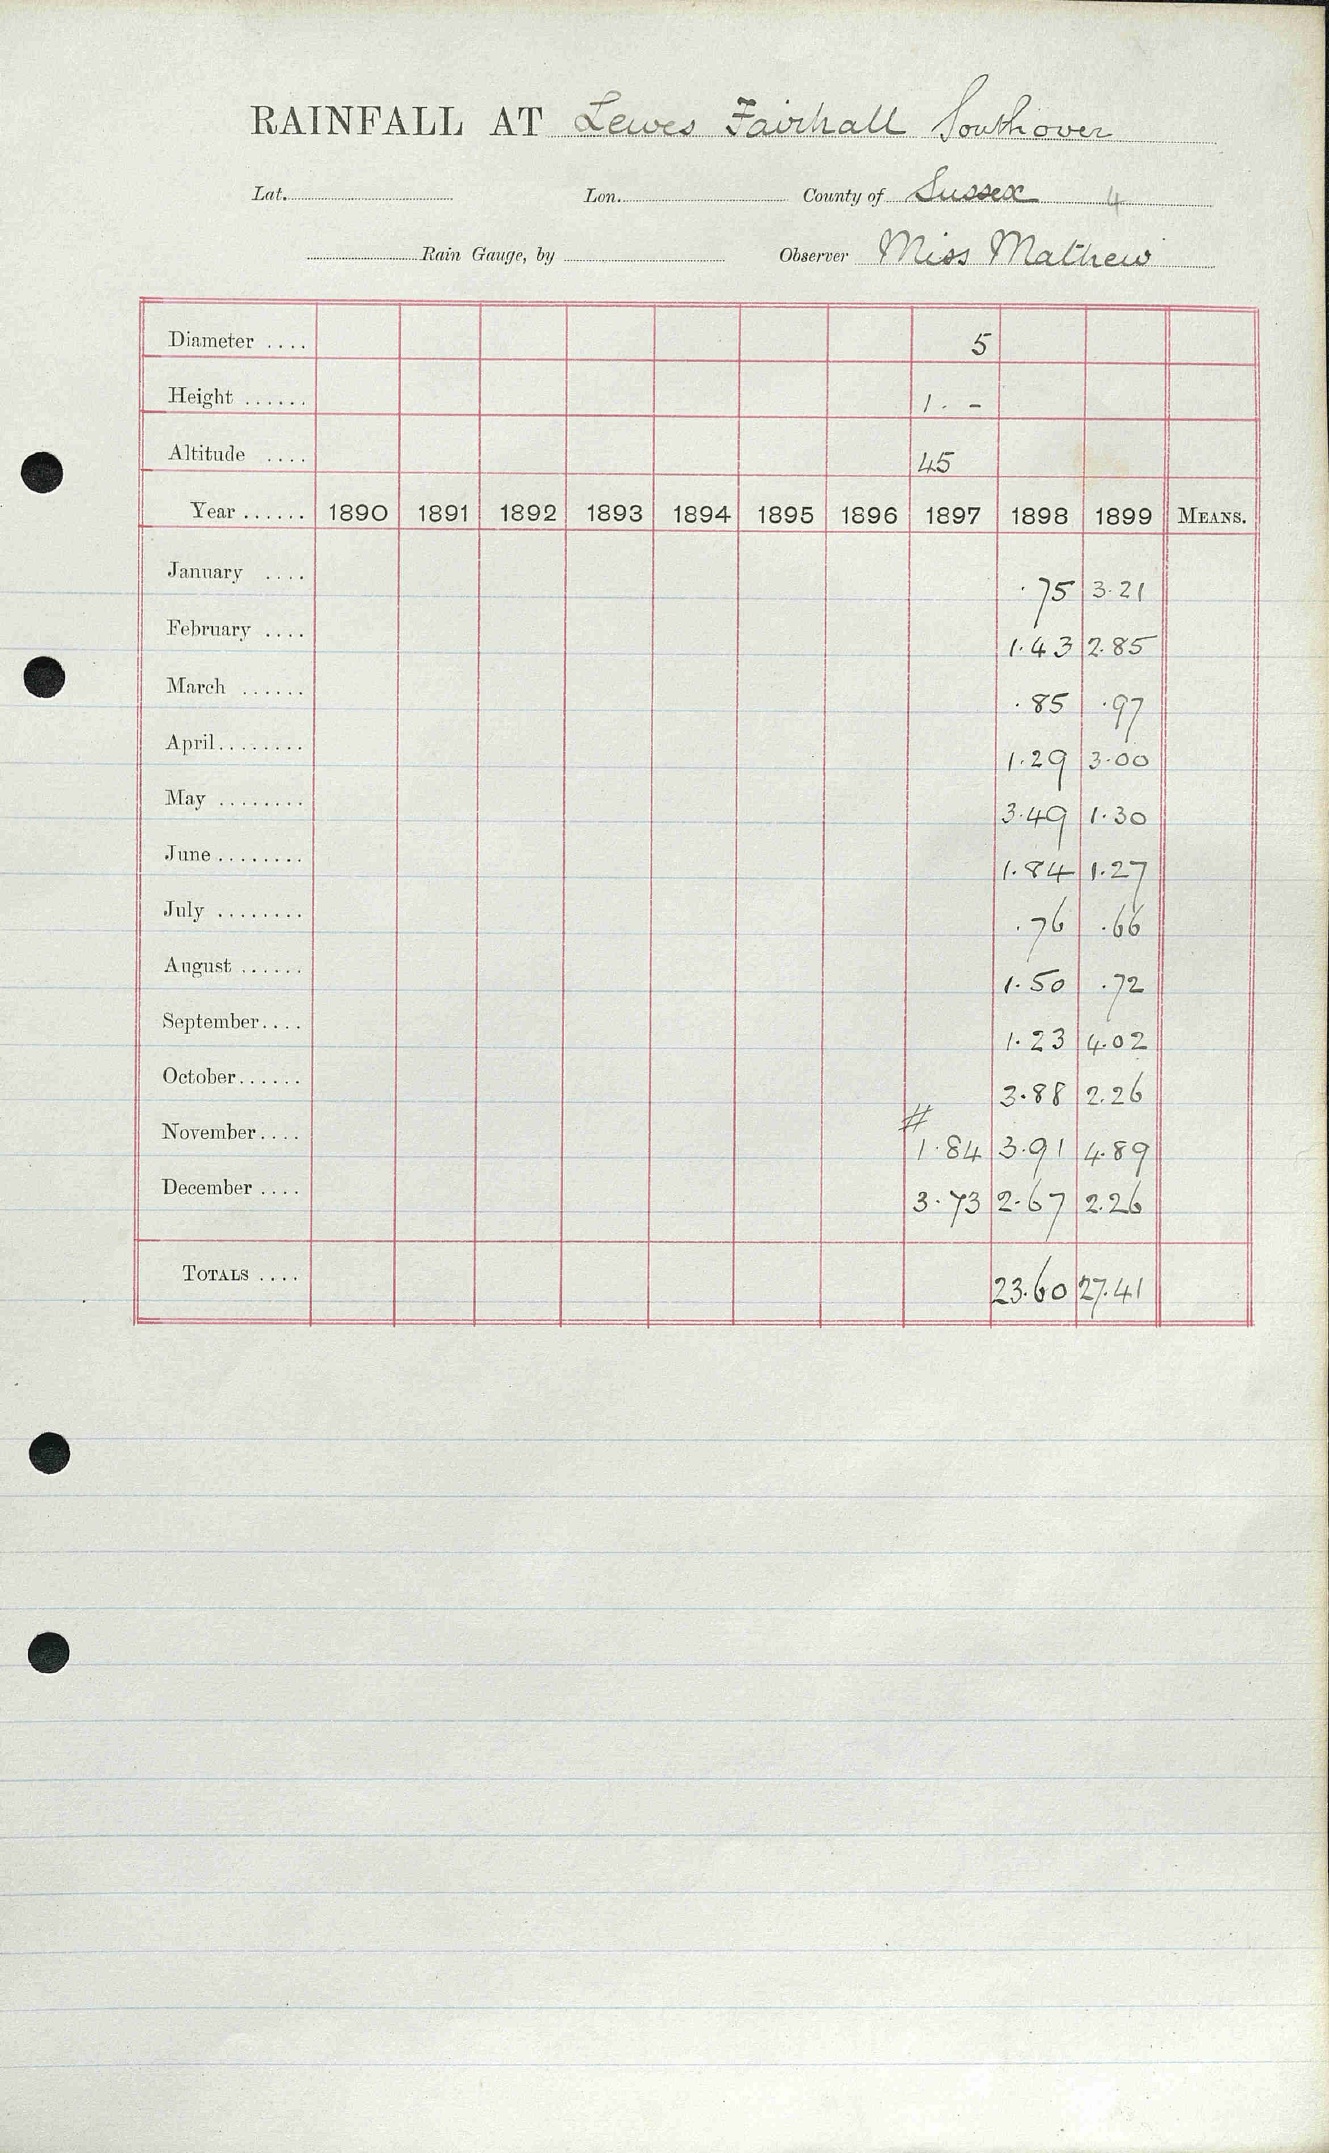 RAINFALL AT Lewes Fairhall Southover
Lat. Lon. County of Sussex 4
Rain Gauge, by Observer Miss Mathew
Diameter .... 5
Height ...... 1. -
Altitude .... 45
Year ...... 1890 1891 1892 1893 1894 1895 1896 1897 1898 1899 MEANS.
January .... .75 3.21
February .... 1.43 2.85
March ...... .85 .97
April........ 1.29 3.00
May ........ 3.49 1.30
June ........ 1.84 1.27
July ........ .76 .66
August ...... 1.50 .72
September.... 1.23 4.02
October...... 3.88 2.26
#
November.... 1.84 3.91 4.89
December .... 3.73 2.67 2.26
TOTALS .... 23.60 27.41